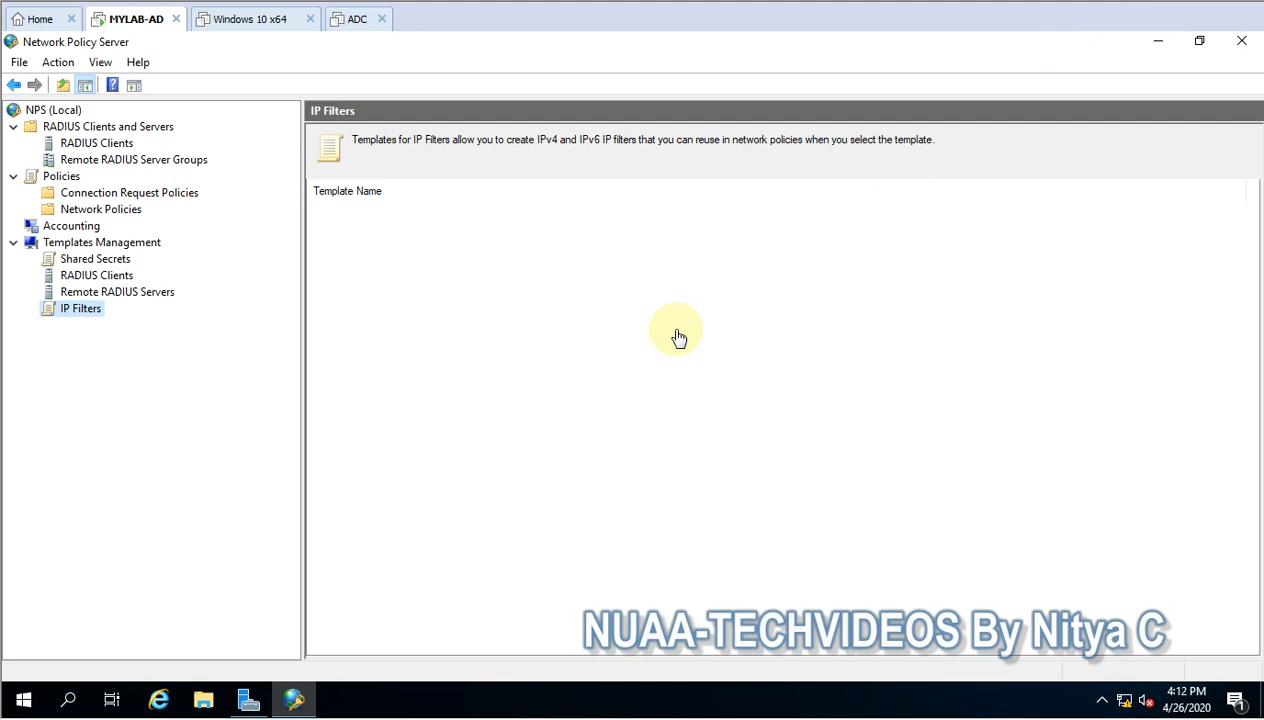 Home
MYLAB-AD
Windows 10 x64
ADC
Network Policy Server
File Action View Help
NPS (Local)
RADIUS Clients and Servers
RADIUS Clients
Remote RADIUS Server Groups
Policies
Connection Request Policies
Network Policies
Accounting
Templates Management
Shared Secrets
RADIUS Clients
Remote RADIUS Servers
IP Filters
IP Filters
Templates for IP Filters allow you to create IPv4 and IPv6 IP filters that you can reuse in network policies when you select the template.
Template Name
NUAA-TECHVIDEOS By Nitya C
4:12 PM
4/26/2020
1